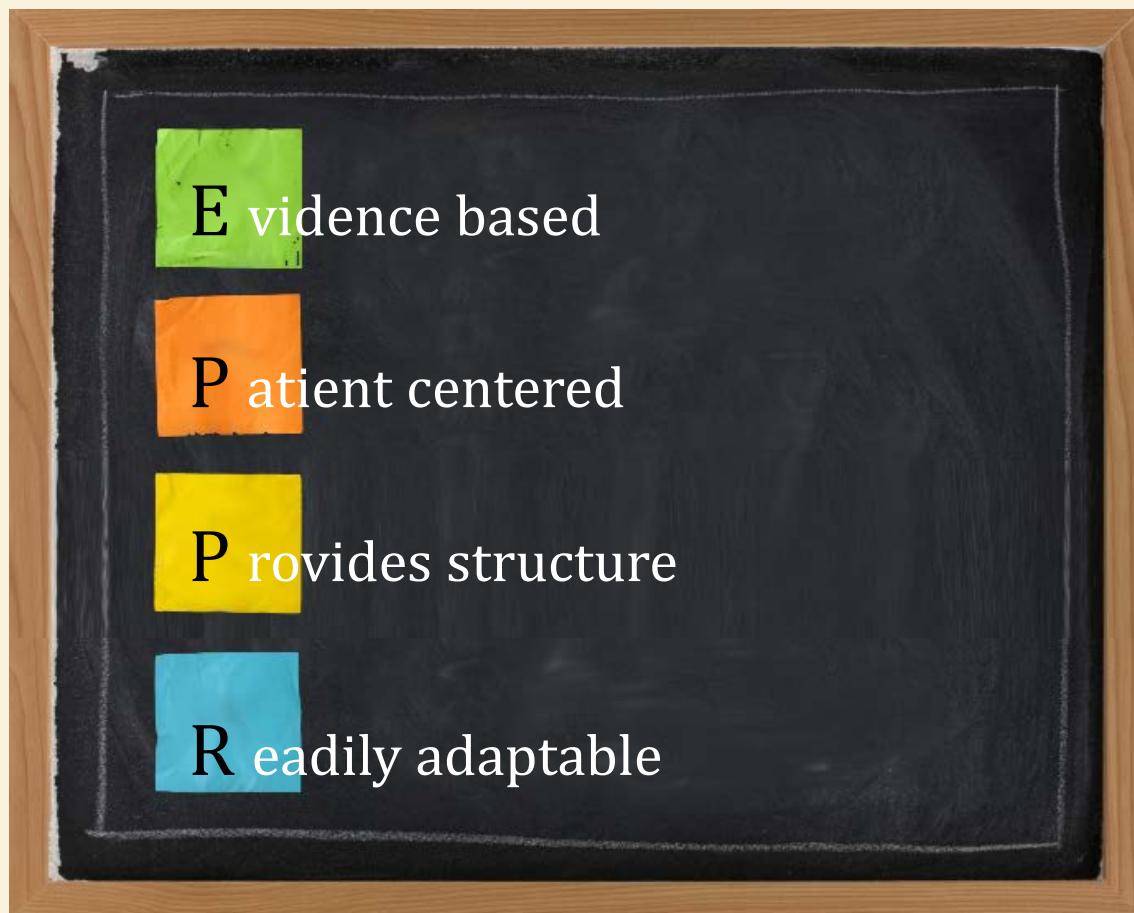 E vidence based
P atient centered
P rovides structure
R eadily adaptable